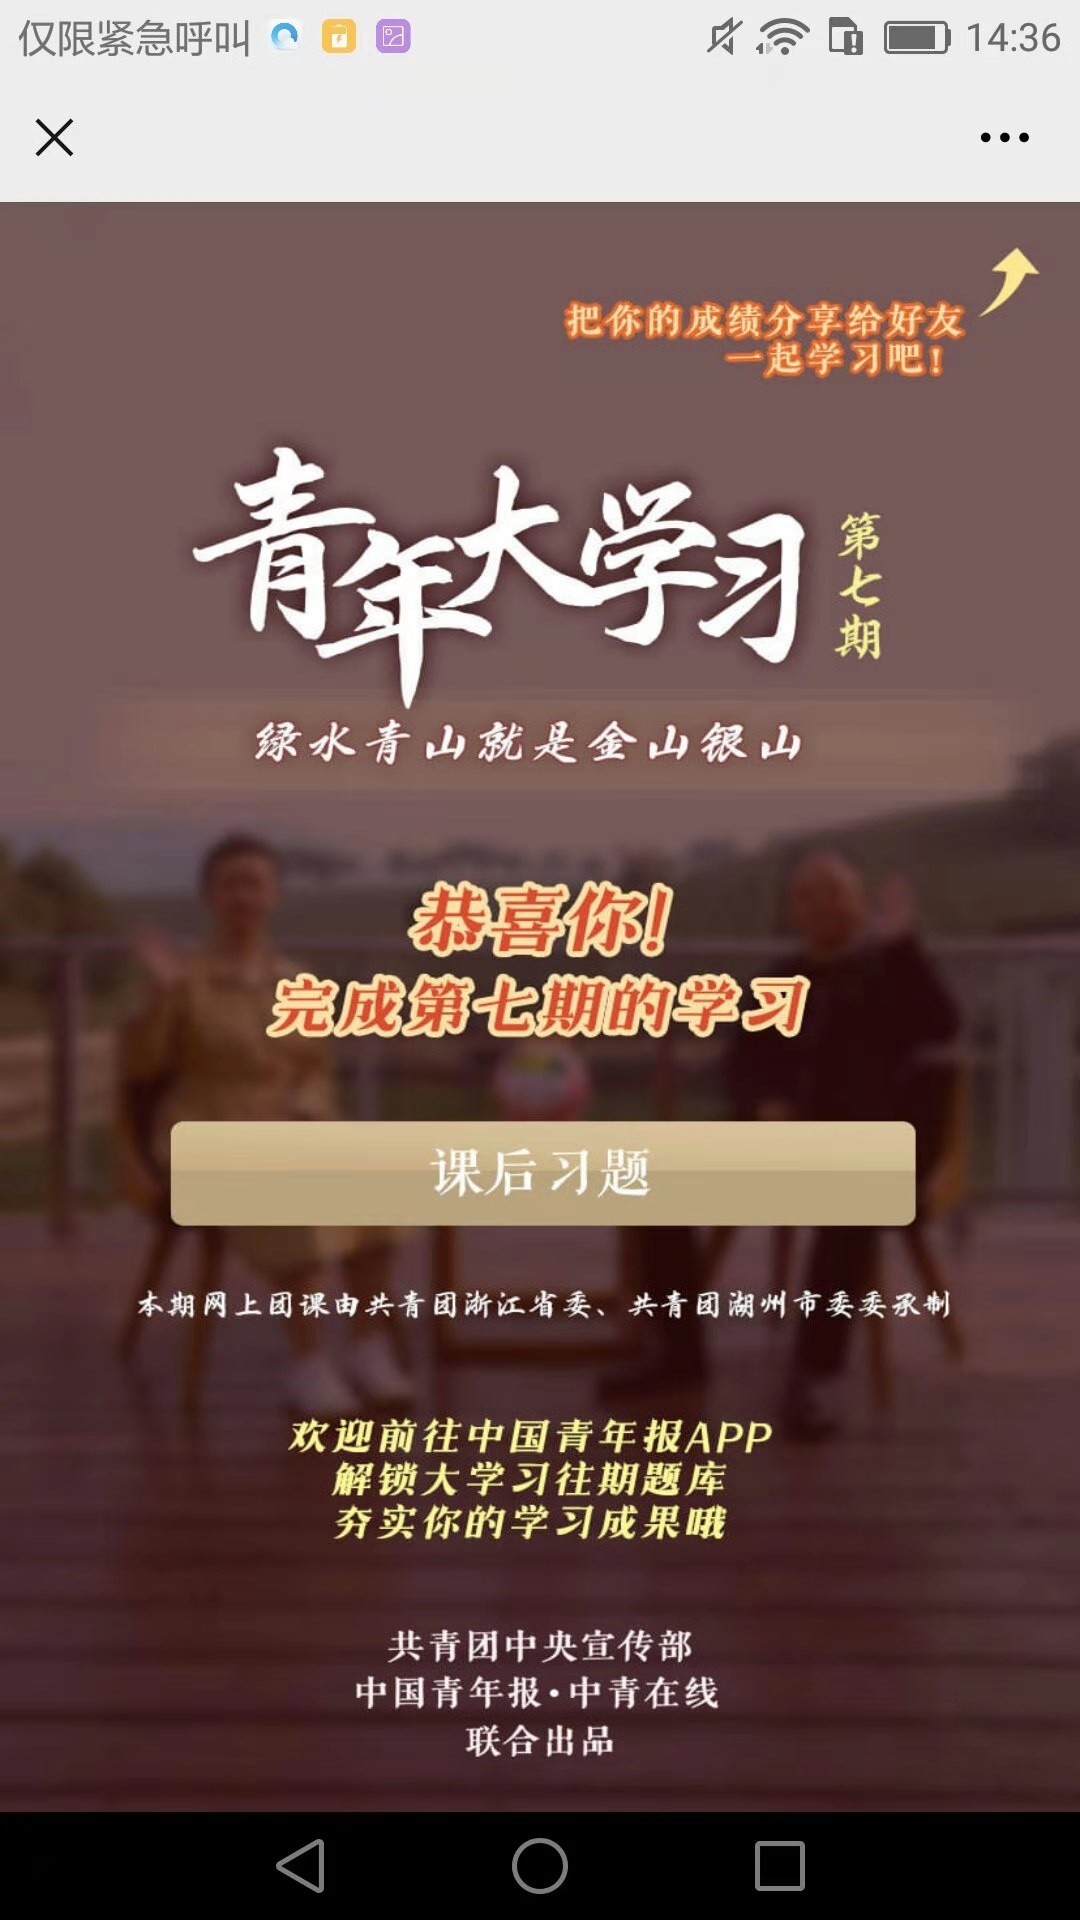 仅限紧急呼叫
14:36
把你的成绩分享给好友
一起学习吧!
青年大学习
第七期
绿水青山就是金山银山
恭喜你!
完成第七期的学习
课后习题
本期网上团课由共青团浙江省委、共青团湖州市委委承制
欢迎前往中国青年报APP
解锁大学习往期题库
夯实你的学习成果哦
共青团中央宣传部
中国青年报·中青在线
联合出品